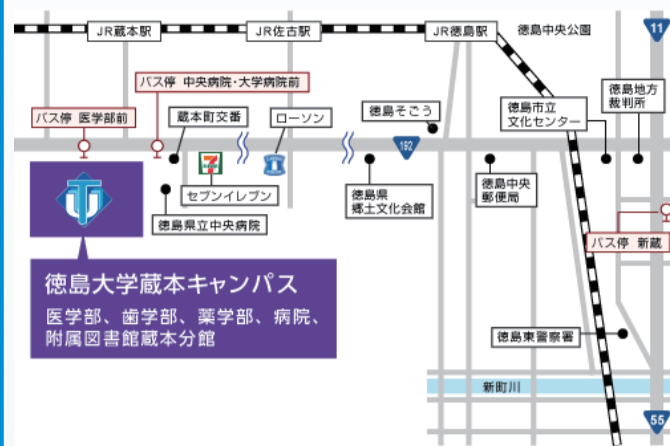 JR蔵本駅
JR佐古駅
JR徳島駅
徳島中央公園
11
バス停 中央病院・大学病院前
バス停 医学部前
蔵本町交番
ローソン
徳島そごう
徳島市立
文化センター
徳島地方
裁判所
192
7
セブンイレブン
徳島県立中央病院
徳島県
郷土文化会館
徳島中央
郵便局
バス停 新蔵
徳島大学蔵本キャンパス
医学部、歯学部、薬学部、病院、
附属図書館蔵本分館
徳島東警察署
新町川
55